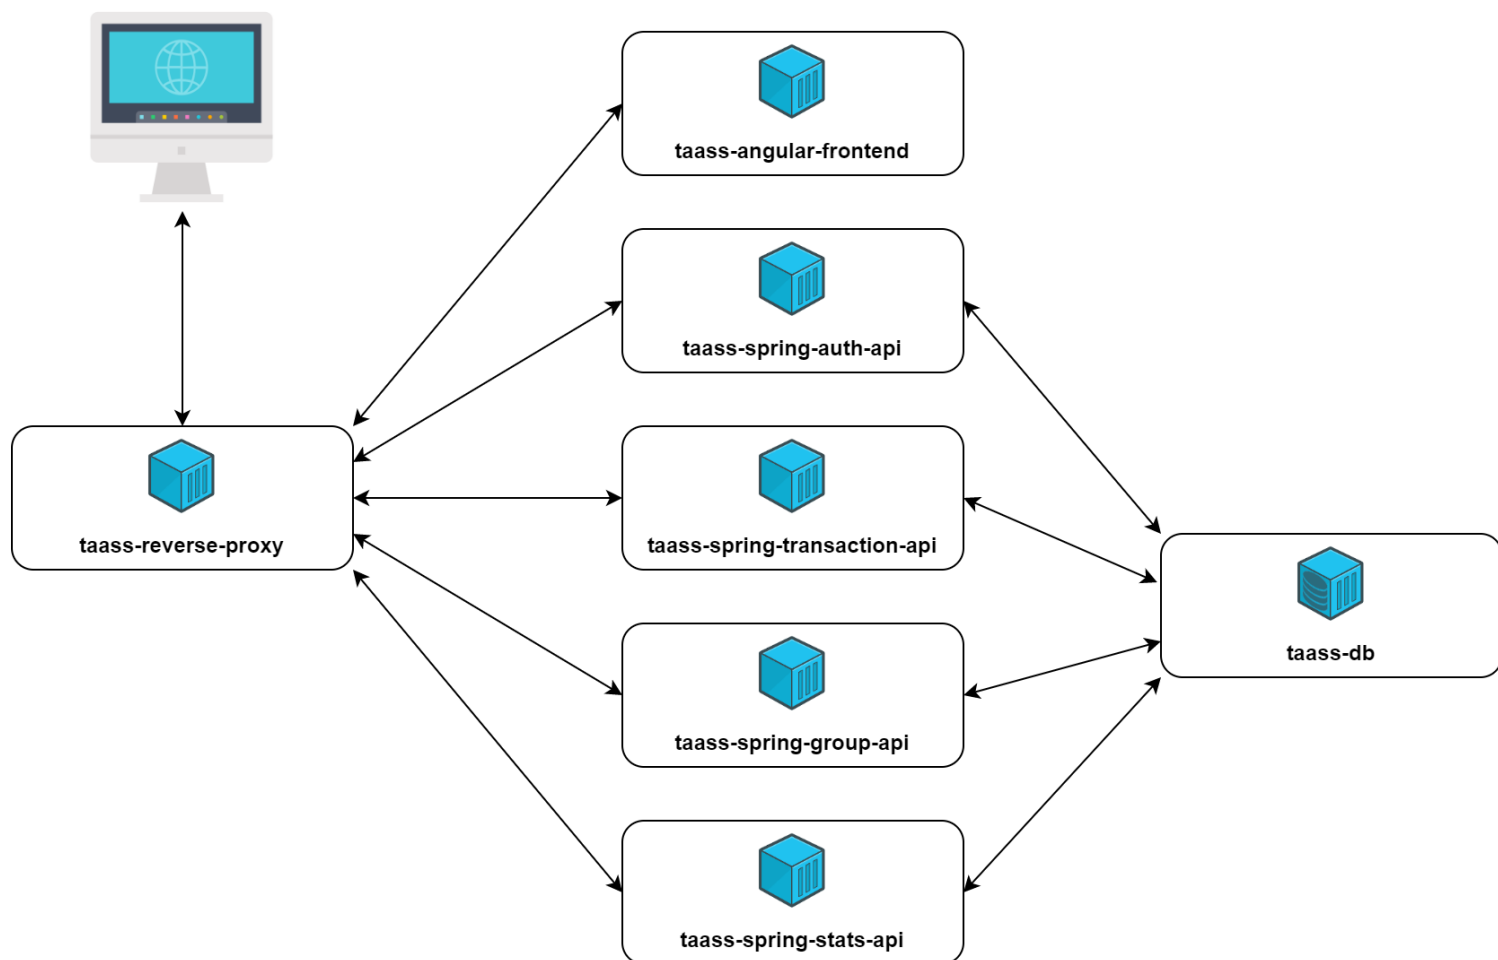 taass-angular-frontend
taass-spring-auth-api
taass-reverse-proxy
taass-spring-transaction-api
taass-db
taass-spring-group-api
taass-spring-stats-api